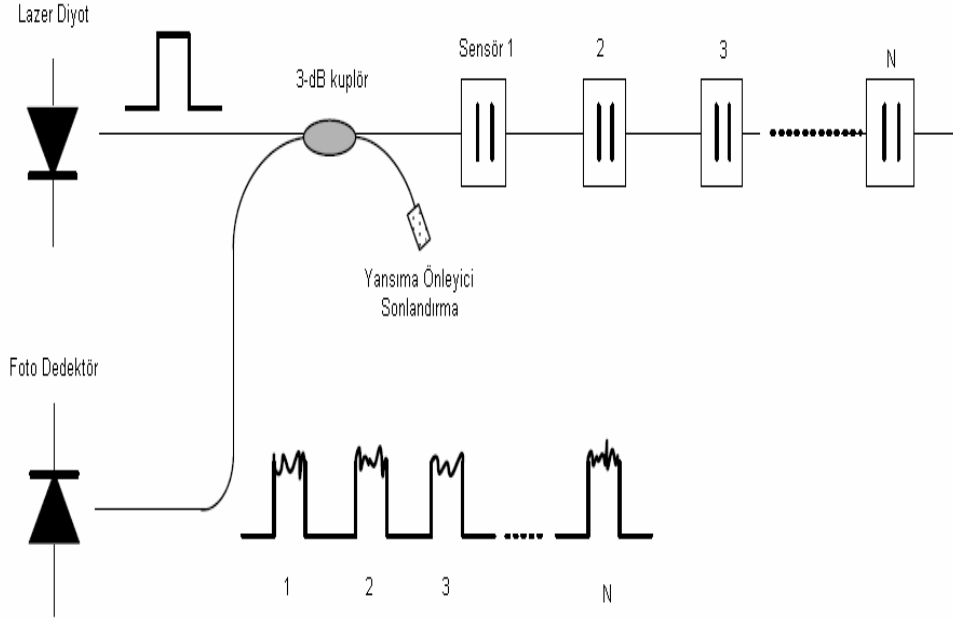 Lazer Diyot
3-dB kuplör
Sensör 1
2
3
N
Yansıma Önleyici
Sonlandırma
Foto Dedektör
1
2
3
N